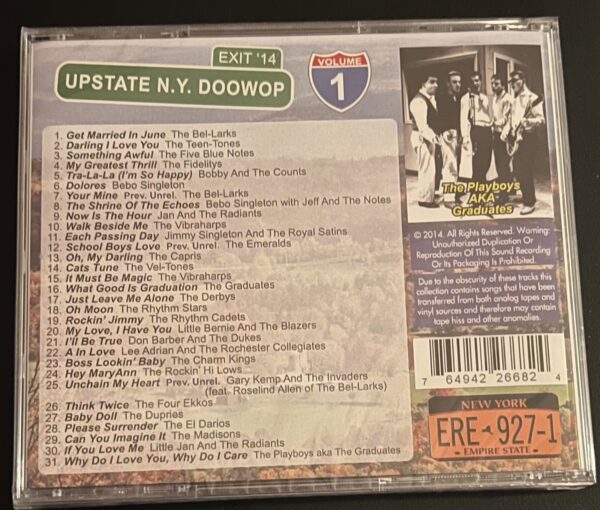 EXIT '14
UPSTATE N.Y. DOOWOP
VOLUME
1
1. Get Married In June The Bel-Larks
2. Darling I Love You The Teen-Tones
3. Something Awful The Five Blue Notes
4. My Greatest Thrill The Fidelitys
5. Tra-La-La (I'm So Happy) Bobby And The Counts
6. Dolores Bebo Singleton
7. Your Mine Prev. Unrel. The Bel-Larks
8. The Shrine Of The Echoes Bebo Singleton with Jeff And The Notes
9. Now Is The Hour Jan And The Radiants
10. Walk Beside Me The Vibraharps
11. Each Passing Day Jimmy Singleton And The Royal Satins
12. School Boys Love Prev. Unrel. The Emeralds
13. Oh, My Darling The Capris
14. Cats Tune The Vel-Tones
15. It Must Be Magic The Vibraharps
16. What Good Is Graduation The Graduates
17. Just Leave Me Alone The Derbys
18. Oh Moon The Rhythm Stars
19. Rockin' Jimmy The Rhythm Cadets
20. My Love, I Have You Little Bernie And The Blazers
21. I'll Be True Don Barber And The Dukes
22. A In Love Lee Adrian And The Rochester Collegiates
23. Boss Lookin' Baby The Charm Kings
24. Hey MaryAnn The Rockin' Hi Lows
25. Unchain My Heart Prev. Unrel. Gary Kemp And The Invaders
(feat. Roselind Allen of The Bel-Larks)
26. Think Twice The Four Ekkos
27. Baby Doll The Dupries
28. Please Surrender The El Darios
29. Can You Imagine It The Madisons
30. If You Love Me Little Jan And The Radiants
31. Why Do I Love You, Why Do I Care The Playboys aka The Graduates
The Playboys
AKA
Graduates
© 2014. All Rights Reserved. Warning:
Unauthorized Duplication Or
Reproduction Of This Sound Recording
Or Its Packaging Is Prohibited.
Due to the obscurity of these tracks this
collection contains songs that have been
transferred from both analog tapes and
vinyl sources and therefore may contain
tape hiss and other anomalies.
7 64942 26682 4
NEW YORK
ERE 927-1
EMPIRE STATE